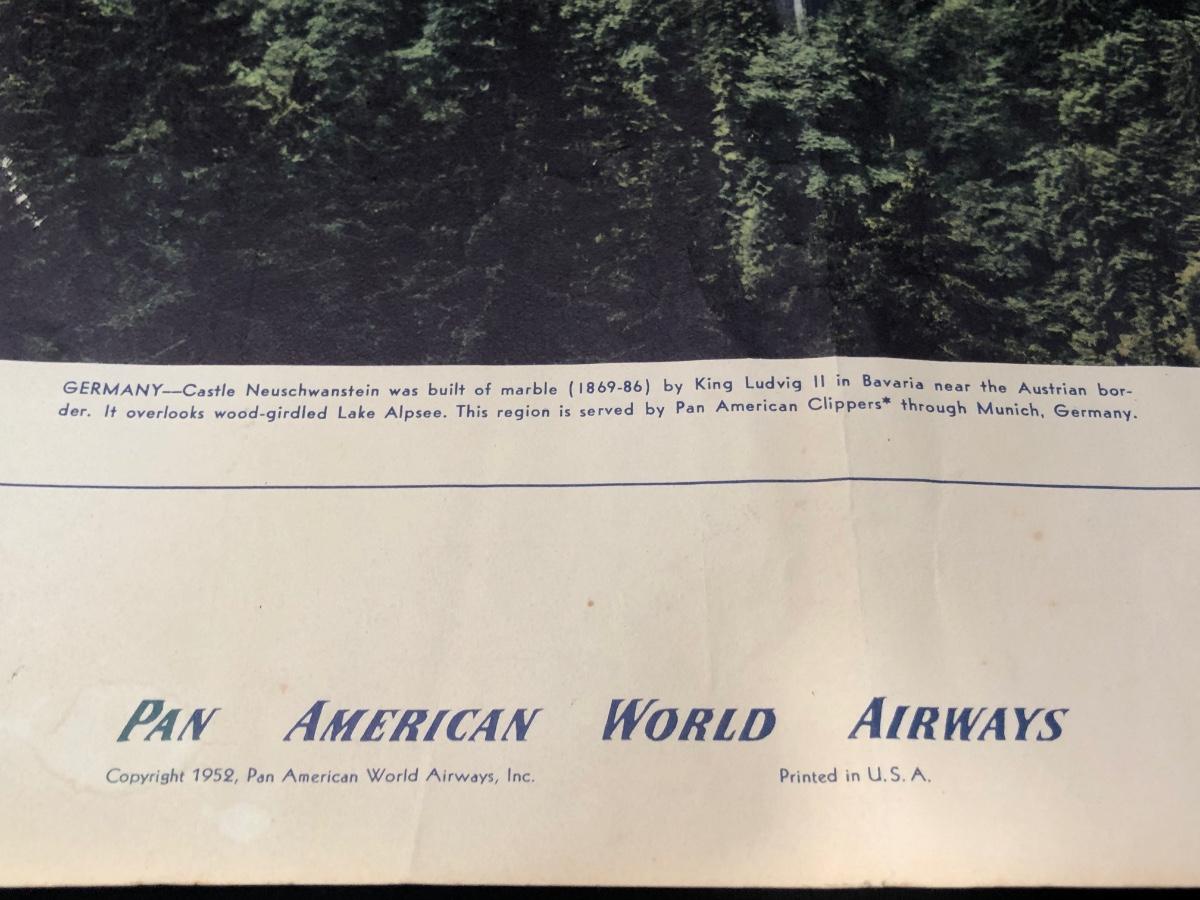 GERMANY—Castle Neuschwanstein was built of marble (1869-86) by King Ludvig II in Bavaria near the Austrian bor-
der. It overlooks wood-girdled Lake Alpsee. This region is served by Pan American Clippers* through Munich, Germany.
PAN AMERICAN WORLD AIRWAYS
Copyright 1952, Pan American World Airways, Inc. Printed in U. S. A.